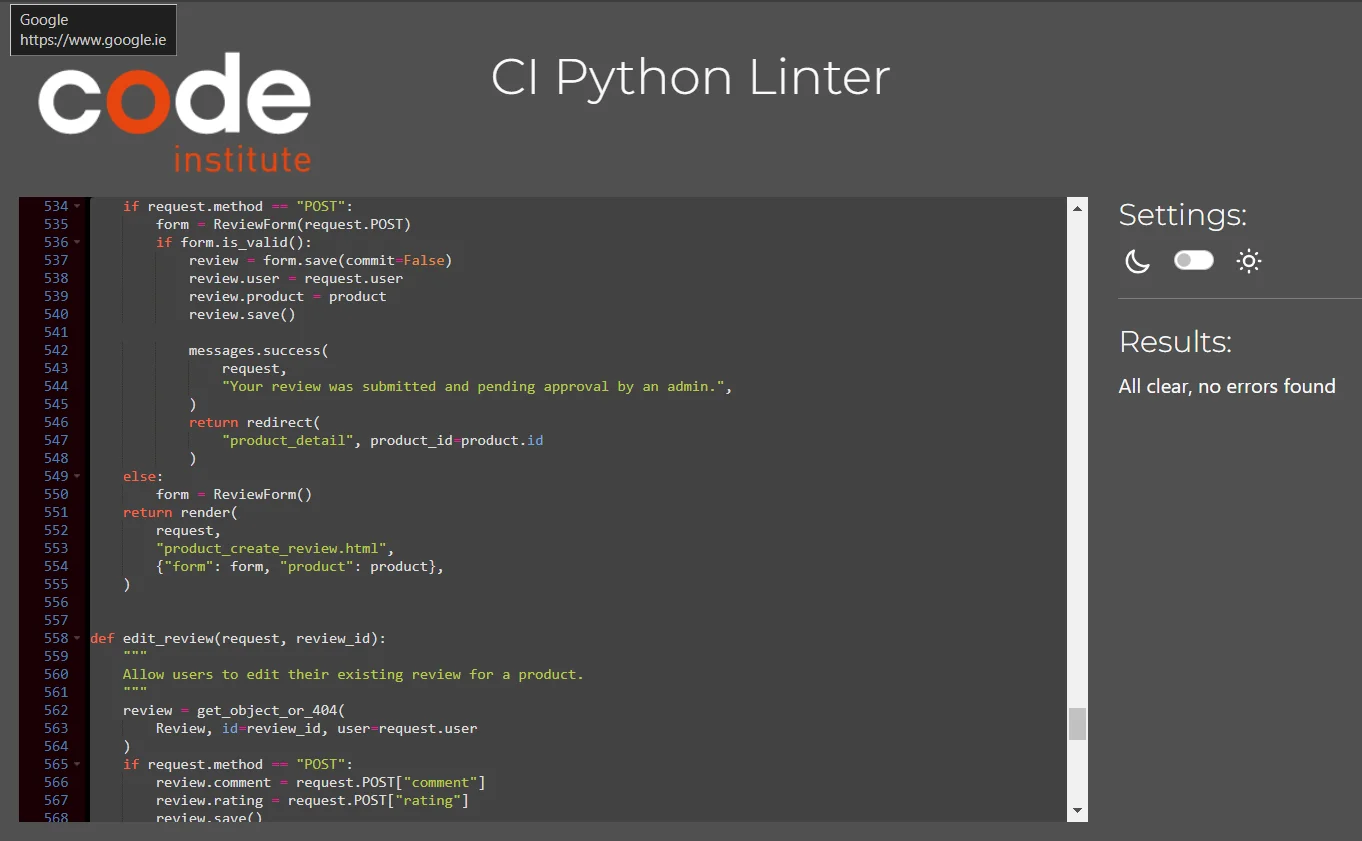 Google
https://www.google.ie
code
institute
CI Python Linter
534 if request.method == "POST":
535 form = ReviewForm(request.POST)
536 if form.is_valid():
537 review = form.save(commit=False)
538 review.user = request.user
539 review.product = product
540 review.save()
541
542 messages.success(
543 request,
544 "Your review was submitted and pending approval by an admin.",
545 )
546 return redirect(
547 "product_detail", product_id=product.id
548 )
549 else:
550 form = ReviewForm()
551 return render(
552 request,
553 "product_create_review.html",
554 {"form": form, "product": product},
555 )
556
557
558 def edit_review(request, review_id):
559 """
560 Allow users to edit their existing review for a product.
561 """
562 review = get_object_or_404(
563 Review, id=review_id, user=request.user
564 )
565 if request.method == "POST":
566 review.comment = request.POST["comment"]
567 review.rating = request.POST["rating"]
568 review.save()
Settings:
Results:
All clear, no errors found